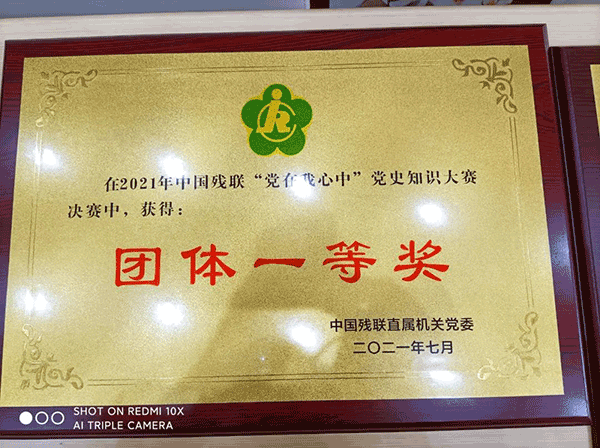 在2021年中国残联“党在我心中”党史知识大赛
决赛中，获得：
团体一等奖
中国残联直属机关党委
二〇二一年七月
SHOT ON REDMI 10X
AI TRIPLE CAMERA